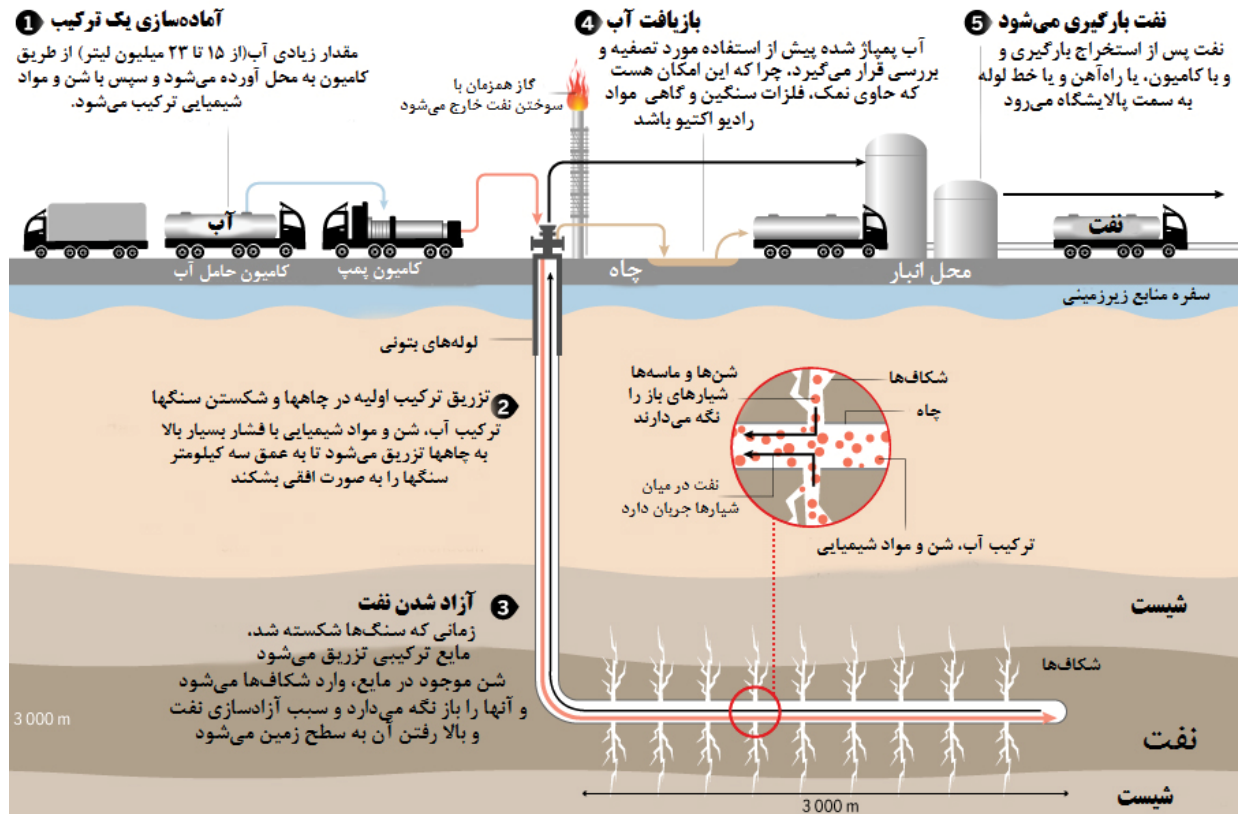 1 آماده‌سازی یک ترکیب
مقدار زیادی آب(از ۱۵ تا ۲۳ میلیون لیتر) از طریق
کامیون به محل آورده می‌شود و سپس با شن و مواد
شیمیایی ترکیب می‌شود.
گاز همزمان با
سوختن نفت خارج می‌شود
4 بازیافت آب
آب پمپاژ شده پیش از استفاده مورد تصفیه و
بررسی قرار می‌گیرد، چرا که این امکان هست
که حاوی نمک، فلزات سنگین و گاهی مواد
رادیو اکتیو باشد
5 نفت بارگیری می‌شود
نفت پس از استخراج بارگیری و
و با کامیون، یا راه‌آهن و یا خط لوله
به سمت پالایشگاه می‌رود
آب
نفت
کامیون حامل آب
کامیون پمپ
چاه
محل انبار
سفره منابع زیرزمینی
لوله‌های بتونی
2 تزریق ترکیب اولیه در چاهها و شکستن سنگها
ترکیب آب، شن و مواد شیمیایی با فشار بسیار بالا
به چاهها تزریق می‌شود تا به عمق سه کیلومتر
سنگها را به صورت افقی بشکند
شن‌ها و ماسه‌ها
شیارهای باز را
نگه می‌دارند
شکاف‌ها
چاه
نفت در میان
شیارها جریان دارد
ترکیب آب، شن و مواد شیمیایی
3 آزاد شدن نفت
زمانی که سنگ‌ها شکسته شد،
مایع ترکیبی تزریق می‌شود
شن موجود در مایع، وارد شکاف‌ها می‌شود
و آنها را باز نگه می‌دارد و سبب آزادسازی نفت
و بالا رفتن آن به سطح زمین می‌شود
شیست
شکاف‌ها
3 000 m
نفت
شیست
3 000 m